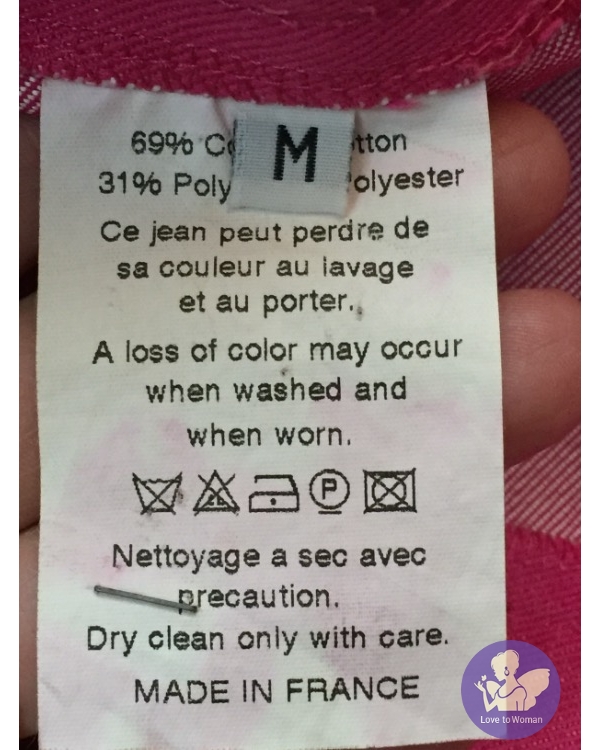 M
69% Co tton
31% Poly olyester
Ce jean peut perdre de
sa couleur au lavage
et au porter.
A loss of color may occur
when washed and
when worn.
P
Nettoyage a sec avec
precaution.
Dry clean only with care.
MADE IN FRANCE
Love to Woman